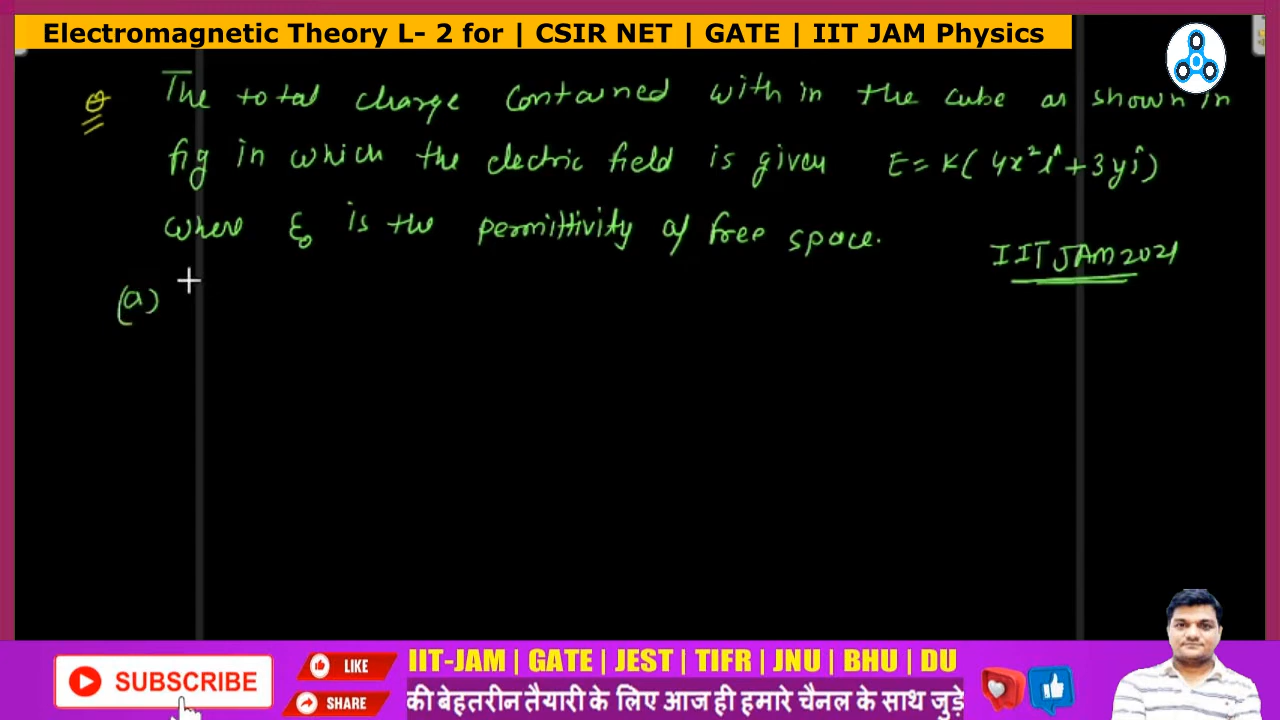 Electromagnetic Theory L- 2 for | CSIR NET | GATE | IIT JAM Physics
Q The total charge contained with in the cube as shown in
fig in which the electric field is given E = K( 4x² î + 3y ĵ )
where ε₀ is the permittivity of free space.
IIT JAM 2021
(a)
SUBSCRIBE
LIKE
SHARE
IIT-JAM | GATE | JEST | TIFR | JNU | BHU | DU
की बेहतरीन तैयारी के लिए आज ही हमारे चैनल के साथ जुड़े